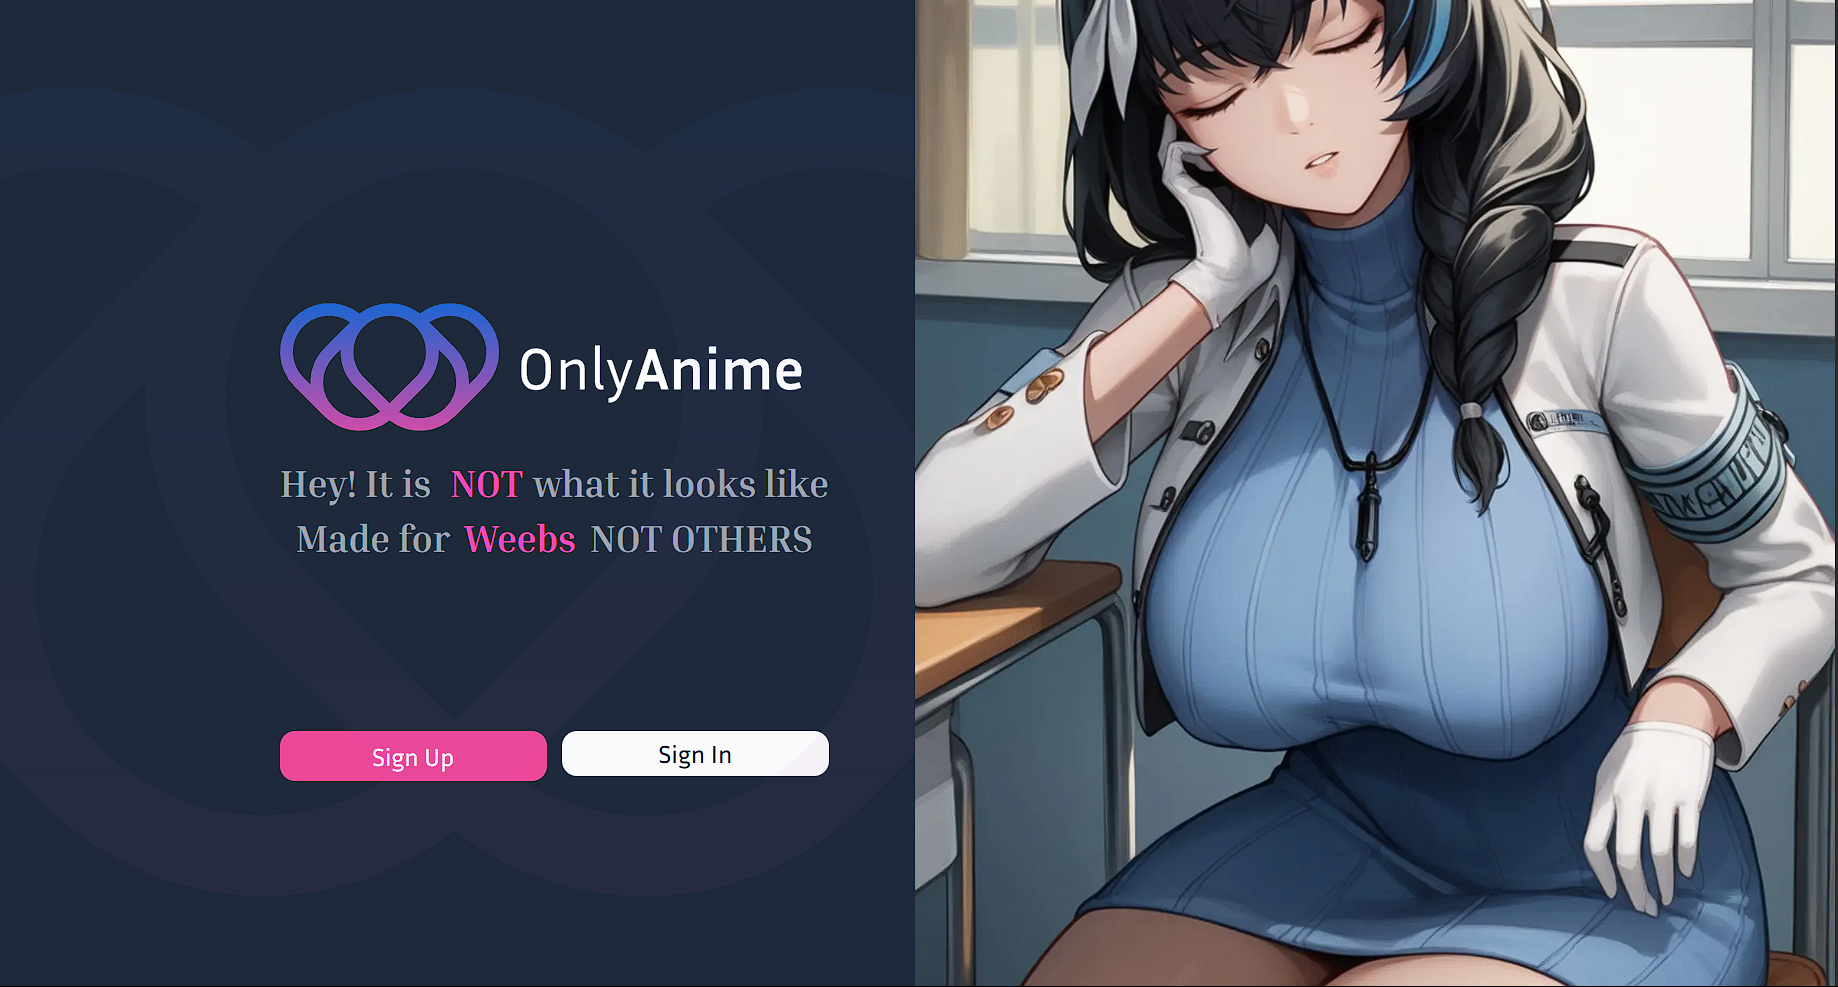 OnlyAnime
Hey! It is NOT what it looks like
Made for Weebs NOT OTHERS
Sign Up
Sign In